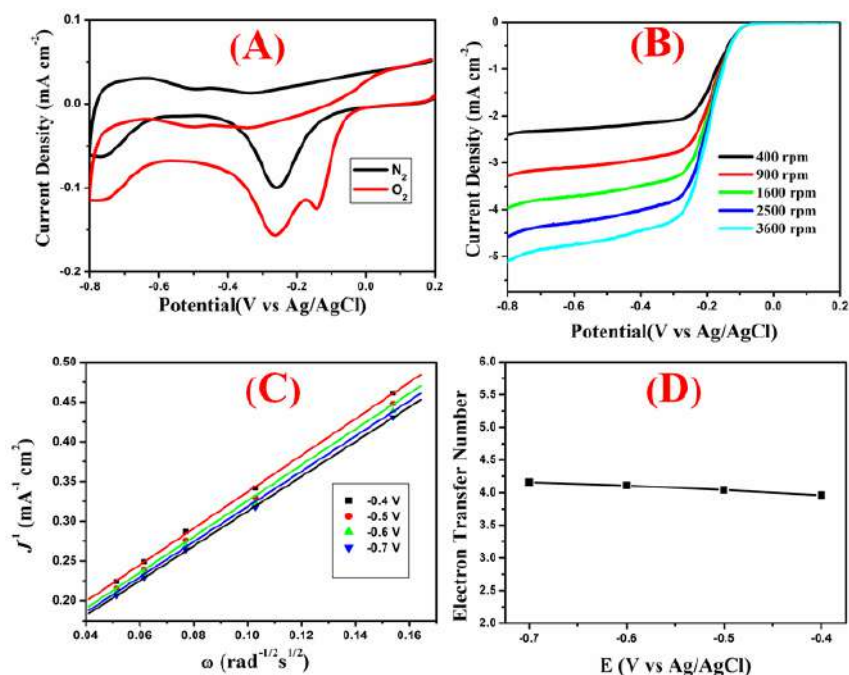 (A)
Current Density (mA cm⁻²)
0.1
0.0
-0.1
-0.2
N₂
O₂
-0.8
-0.6
-0.4
-0.2
0.0
0.2
Potential(V vs Ag/AgCl)
(B)
Current Density (mA cm⁻²)
0
-1
-2
-3
-4
-5
400 rpm
900 rpm
1600 rpm
2500 rpm
3600 rpm
-0.8
-0.6
-0.4
-0.2
0.0
0.2
Potential(V vs Ag/AgCl)
(C)
J⁻¹ (mA⁻¹ cm²)
0.50
0.45
0.40
0.35
0.30
0.25
0.20
-0.4 V
-0.5 V
-0.6 V
-0.7 V
0.04
0.06
0.08
0.10
0.12
0.14
0.16
ω (rad⁻¹/²s¹/²)
(D)
Electron Transfer Number
6.0
5.5
5.0
4.5
4.0
3.5
3.0
2.5
2.0
-0.7
-0.6
-0.5
-0.4
E (V vs Ag/AgCl)